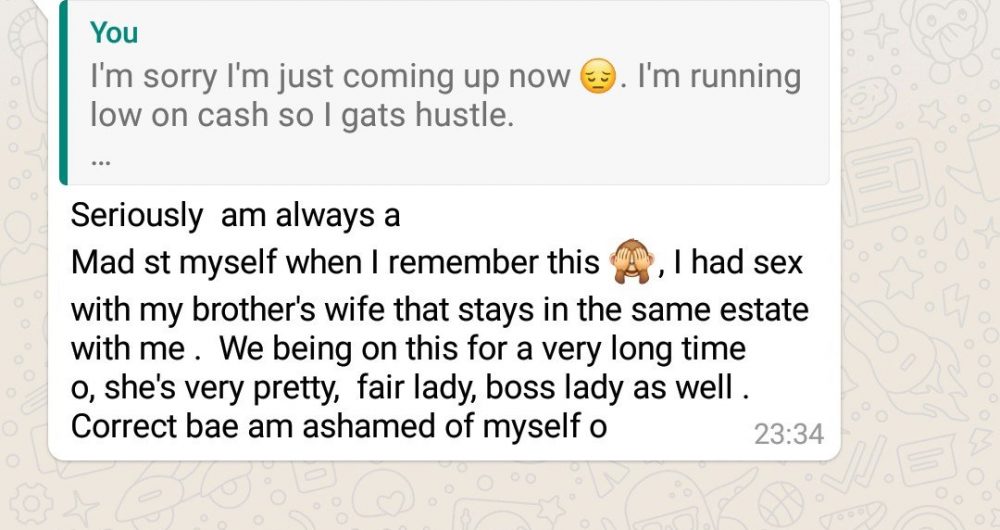 You
I'm sorry I'm just coming up now 😔. I'm running
low on cash so I gats hustle.
...
Seriously  am always a
Mad st myself when I remember this 🙈, I had sex
with my brother's wife that stays in the same estate
with me .  We being on this for a very long time
o, she's very pretty,  fair lady, boss lady as well .
Correct bae am ashamed of myself o
23:34